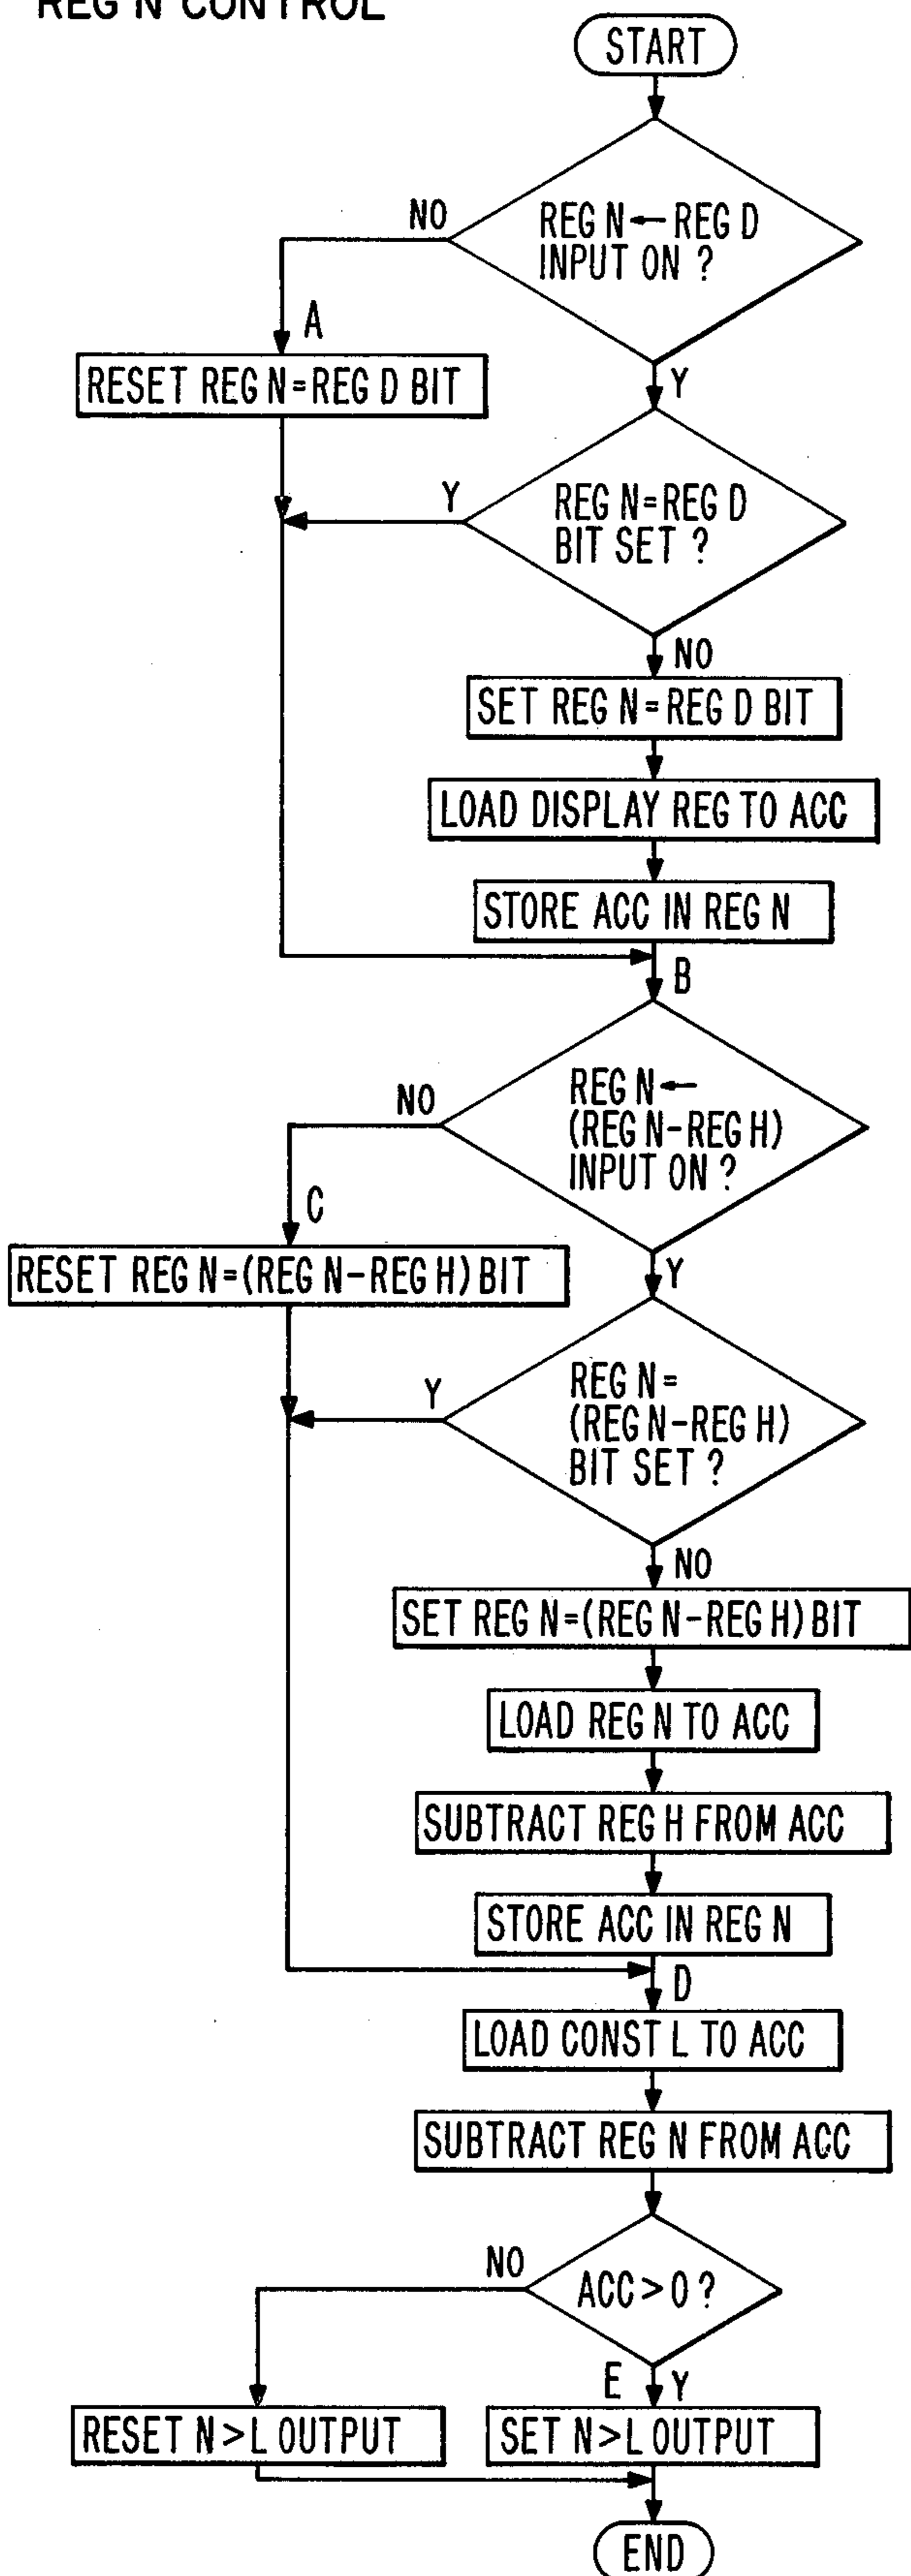 REG N CONTROL
START
NO
REG N ← REG D
INPUT ON ?
A
Y
RESET REG N = REG D BIT
Y
REG N = REG D
BIT SET ?
NO
SET REG N = REG D BIT
LOAD DISPLAY REG TO ACC
STORE ACC IN REG N
B
NO
REG N ←
(REG N - REG H)
INPUT ON ?
C
Y
RESET REG N = (REG N - REG H) BIT
Y
REG N =
(REG N - REG H)
BIT SET ?
NO
SET REG N = (REG N - REG H) BIT
LOAD REG N TO ACC
SUBTRACT REG H FROM ACC
STORE ACC IN REG N
D
LOAD CONST L TO ACC
SUBTRACT REG N FROM ACC
NO
ACC > 0 ?
E Y
RESET N > L OUTPUT
SET N > L OUTPUT
END